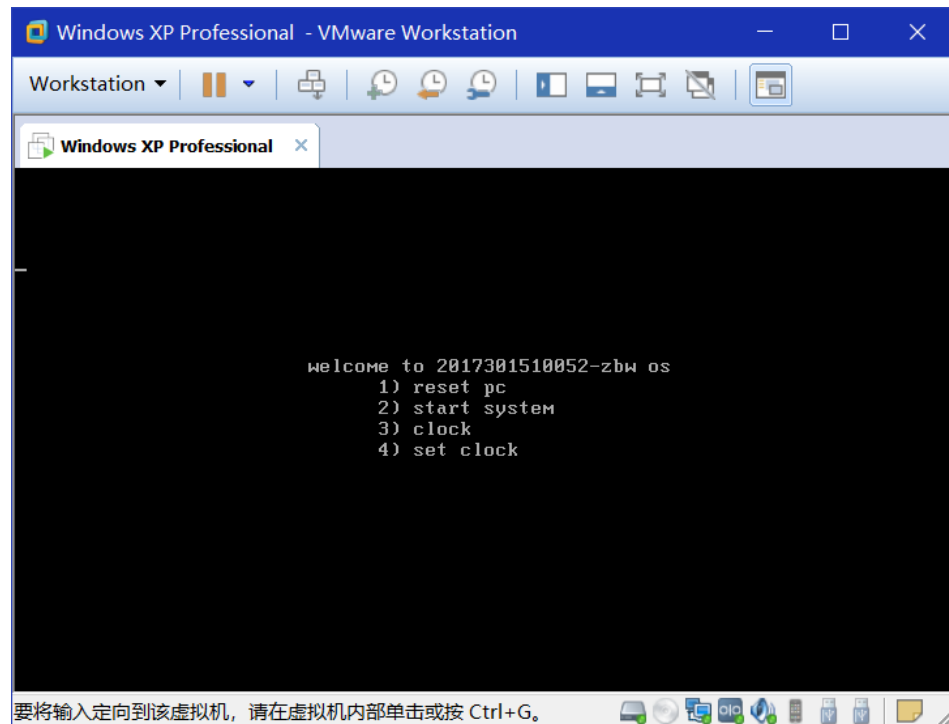 Windows XP Professional - VMware Workstation
Workstation
Windows XP Professional
welcome to 2017301510052-zbw os
1) reset pc
2) start system
3) clock
4) set clock
要将输入定向到该虚拟机，请在虚拟机内部单击或按 Ctrl+G。